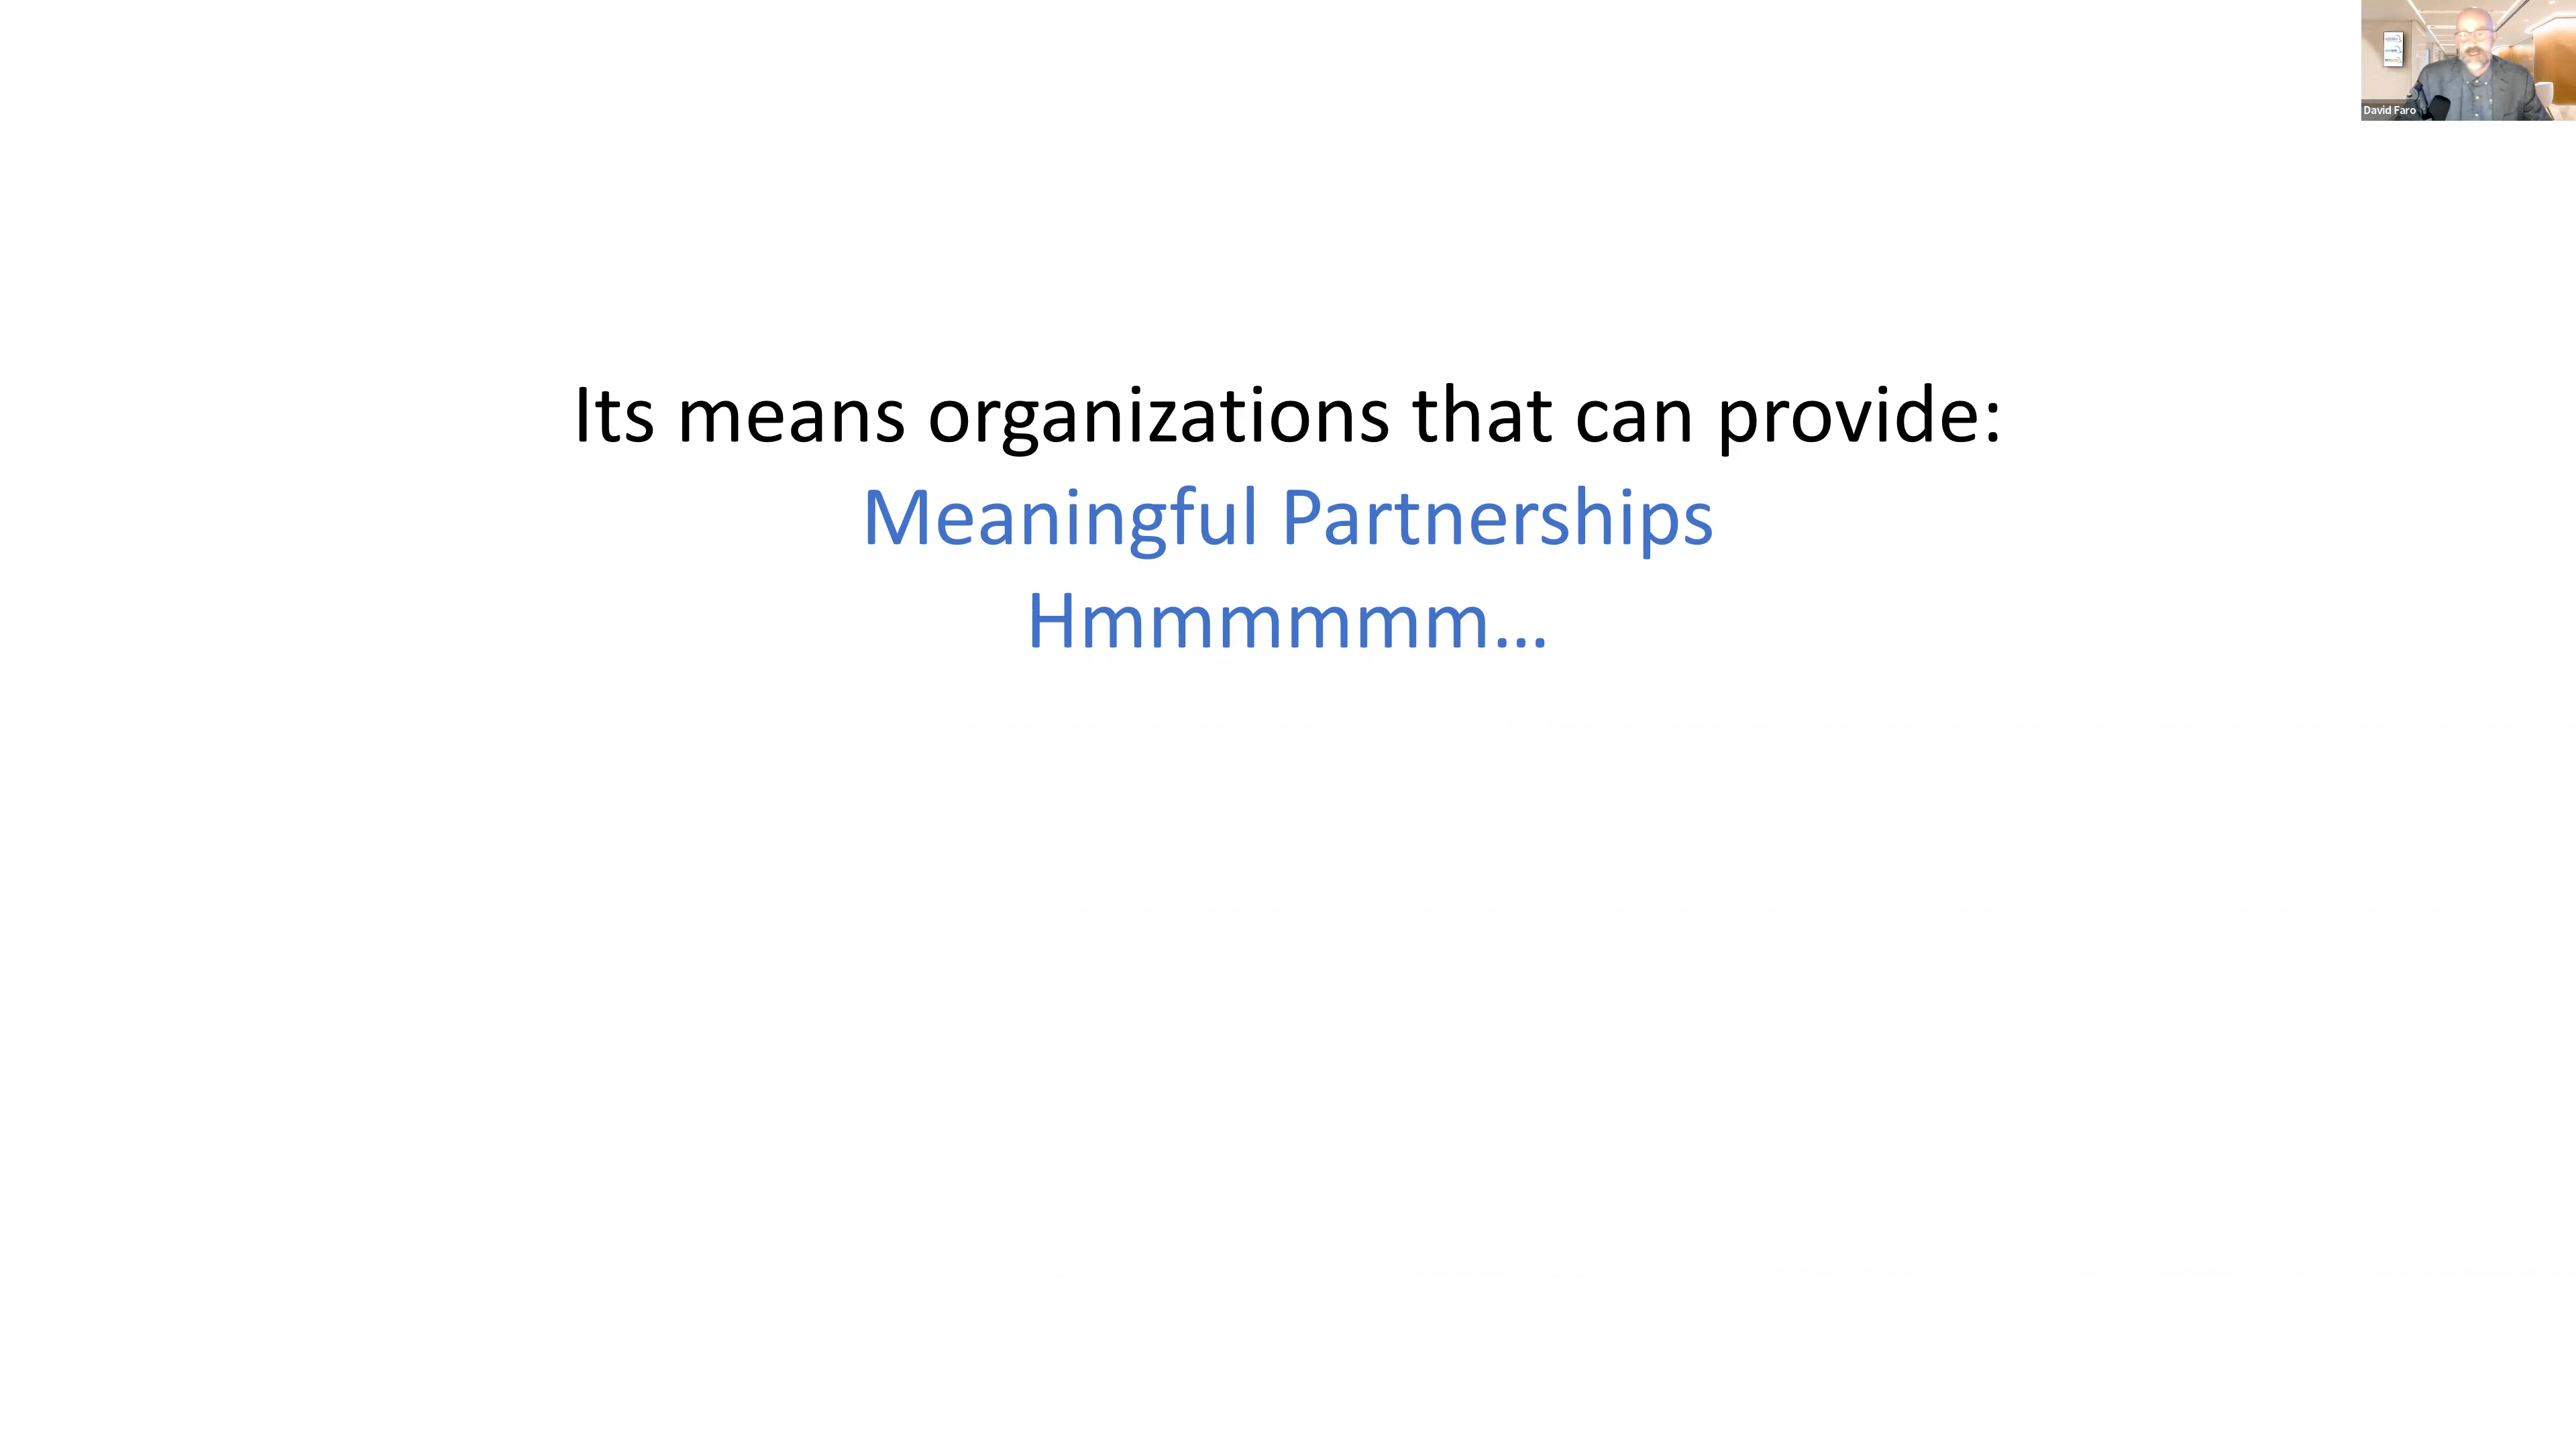 David Faro
Its means organizations that can provide:
Meaningful Partnerships
Hmmmmmm...